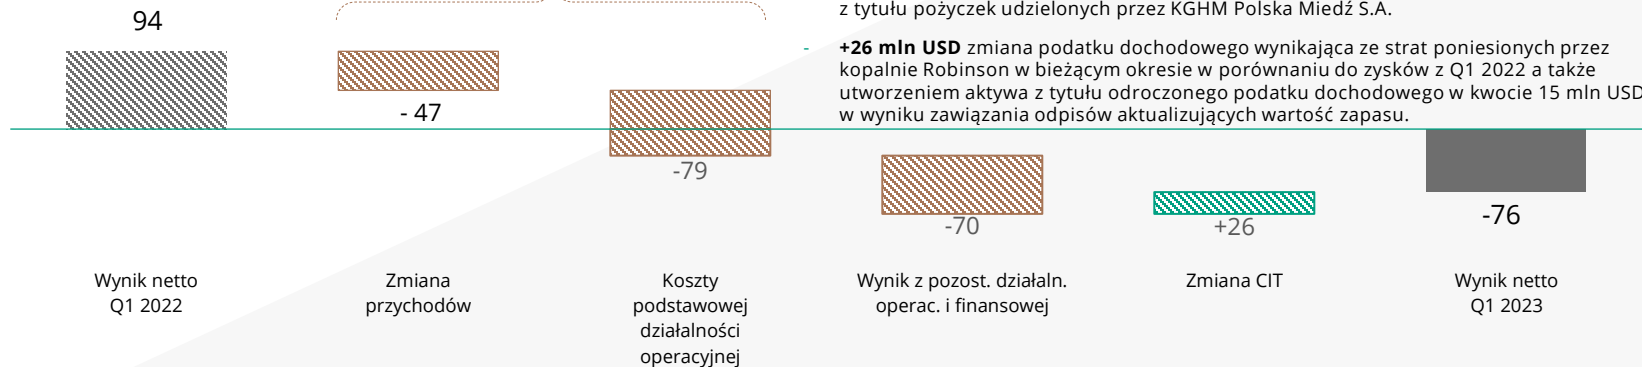 z tytułu pożyczek udzielonych przez KGHM Polska Miedź S.A.
- +26 mln USD zmiana podatku dochodowego wynikająca ze strat poniesionych przez
kopalnie Robinson w bieżącym okresie w porównaniu do zysków z Q1 2022 a także
utworzeniem aktywa z tytułu odroczonego podatku dochodowego w kwocie 15 mln USD
w wyniku zawiązania odpisów aktualizujących wartość zapasu.
94
- 47
-79
-70
+26
-76
Wynik netto
Q1 2022
Zmiana
przychodów
Koszty
podstawowej
działalności
operacyjnej
Wynik z pozost. działaln.
operac. i finansowej
Zmiana CIT
Wynik netto
Q1 2023